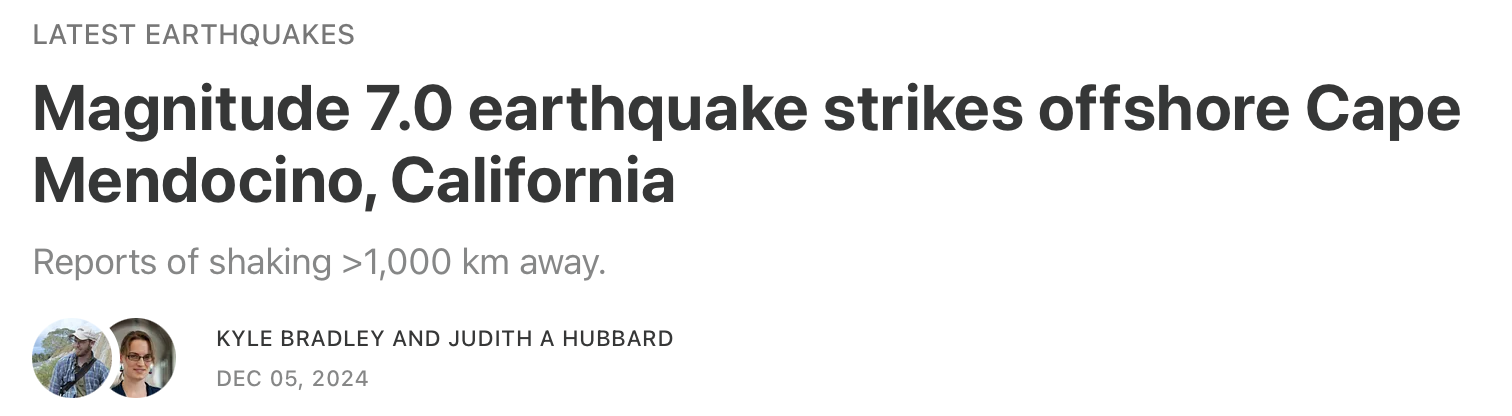 LATEST EARTHQUAKES
Magnitude 7.0 earthquake strikes offshore Cape
Mendocino, California
Reports of shaking >1,000 km away.
KYLE BRADLEY AND JUDITH A HUBBARD
DEC 05, 2024